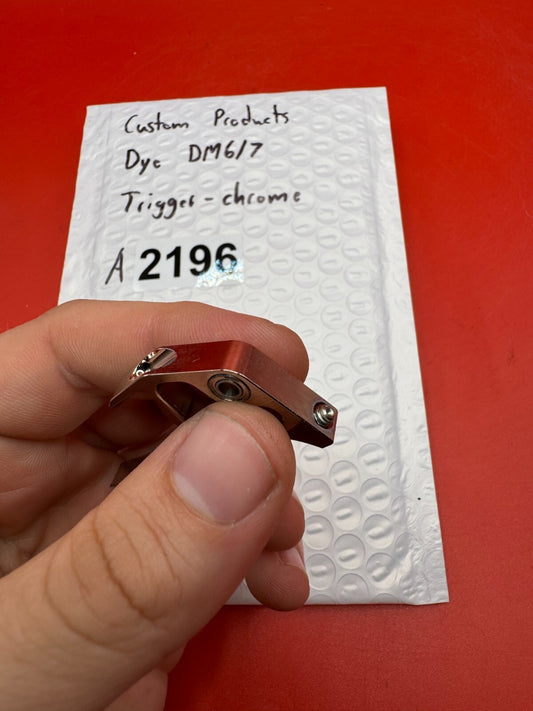 Custom Products
Dye DM6/7
Trigger - chrome
A 2196